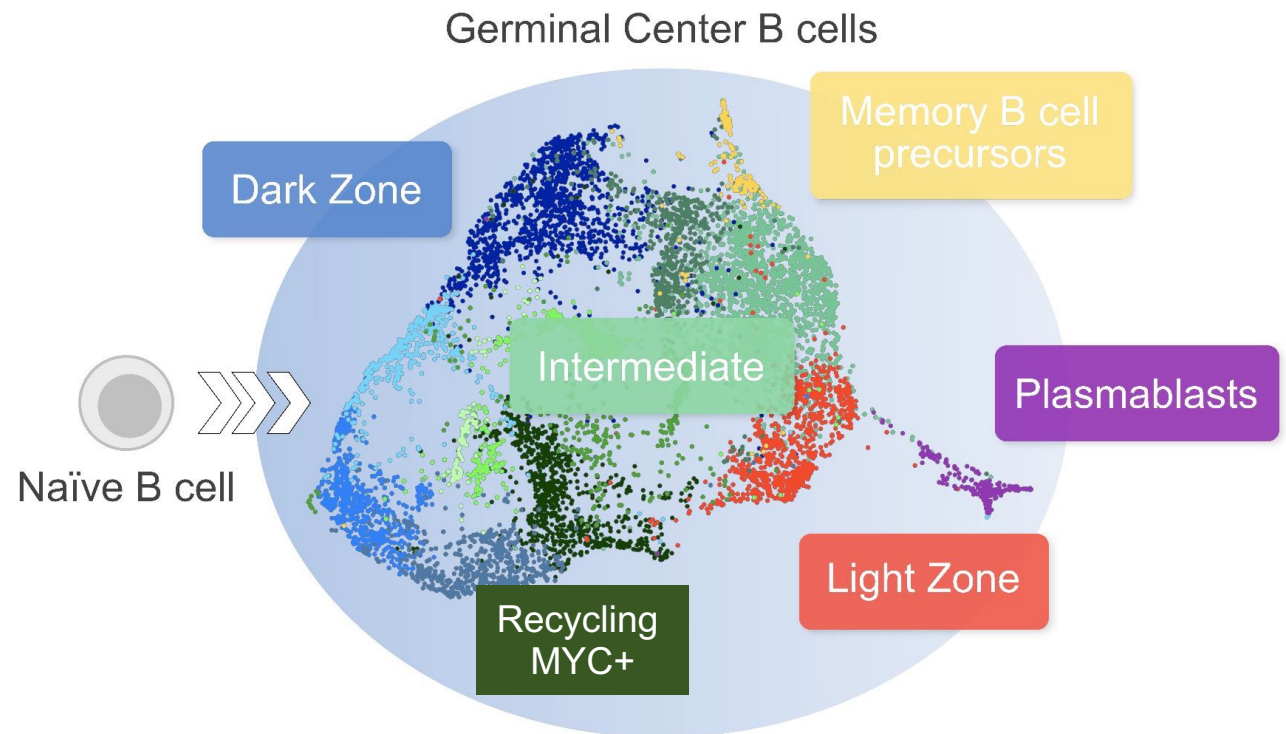 Germinal Center B cells
Memory B cell
precursors
Dark Zone
Intermediate
Plasmablasts
Naïve B cell
Light Zone
Recycling
MYC+